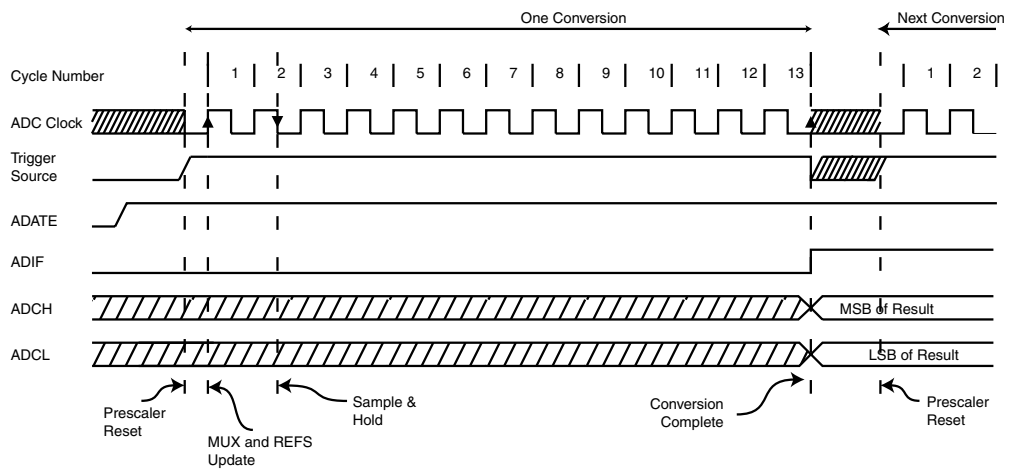 One Conversion
Next Conversion
Cycle Number
1 2 3 4 5 6 7 8 9 10 11 12 13 1 2
ADC Clock
Trigger
Source
ADATE
ADIF
ADCH
MSB of Result
ADCL
LSB of Result
Prescaler
Reset
MUX and REFS
Update
Sample &
Hold
Conversion
Complete
Prescaler
Reset